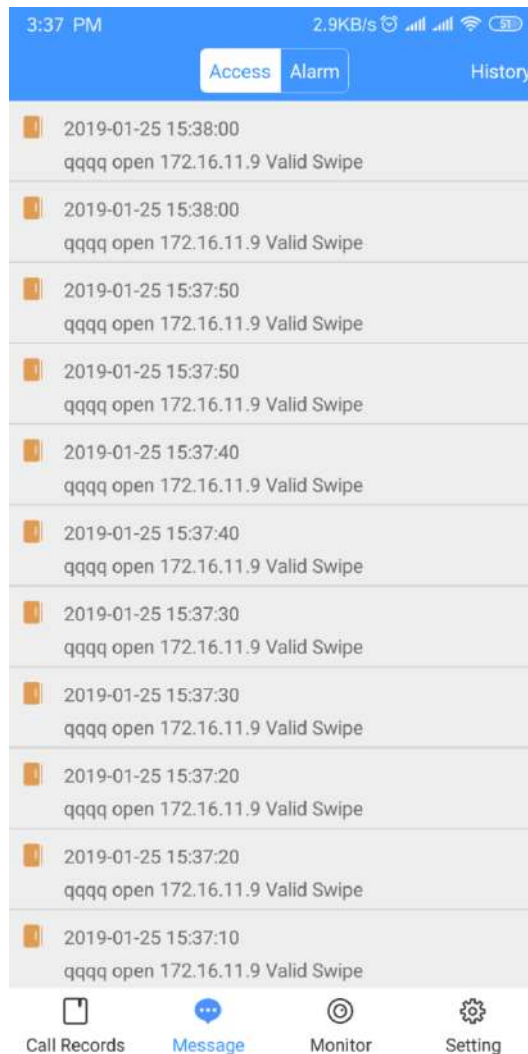 3:37 PM 2.9KB/s 51
Access Alarm History
2019-01-25 15:38:00
qqqq open 172.16.11.9 Valid Swipe
2019-01-25 15:38:00
qqqq open 172.16.11.9 Valid Swipe
2019-01-25 15:37:50
qqqq open 172.16.11.9 Valid Swipe
2019-01-25 15:37:50
qqqq open 172.16.11.9 Valid Swipe
2019-01-25 15:37:40
qqqq open 172.16.11.9 Valid Swipe
2019-01-25 15:37:40
qqqq open 172.16.11.9 Valid Swipe
2019-01-25 15:37:30
qqqq open 172.16.11.9 Valid Swipe
2019-01-25 15:37:30
qqqq open 172.16.11.9 Valid Swipe
2019-01-25 15:37:20
qqqq open 172.16.11.9 Valid Swipe
2019-01-25 15:37:20
qqqq open 172.16.11.9 Valid Swipe
2019-01-25 15:37:10
qqqq open 172.16.11.9 Valid Swipe
Call Records Message Monitor Setting